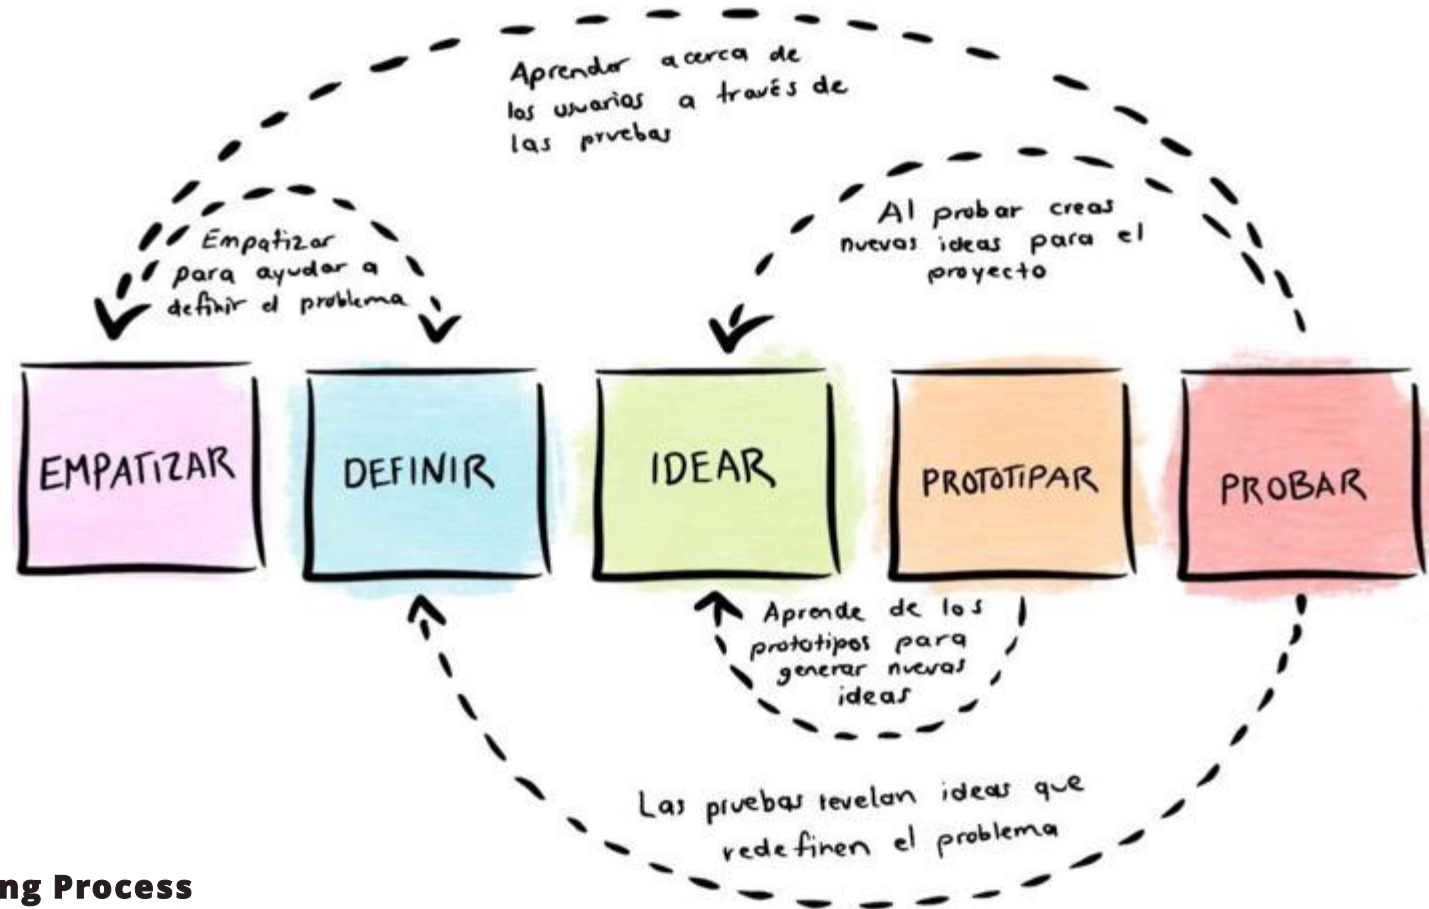 Aprender acerca de
los usuarios a través de
las pruebas
Al probar creas
nuevas ideas para el
proyecto
Empatizar
para ayudar a
definir el problema
EMPATIZAR
DEFINIR
IDEAR
PROTOTIPAR
PROBAR
Aprende de los
prototipos para
generar nuevas
ideas
Las pruebas revelan ideas que
redefinen el problema
ng Process